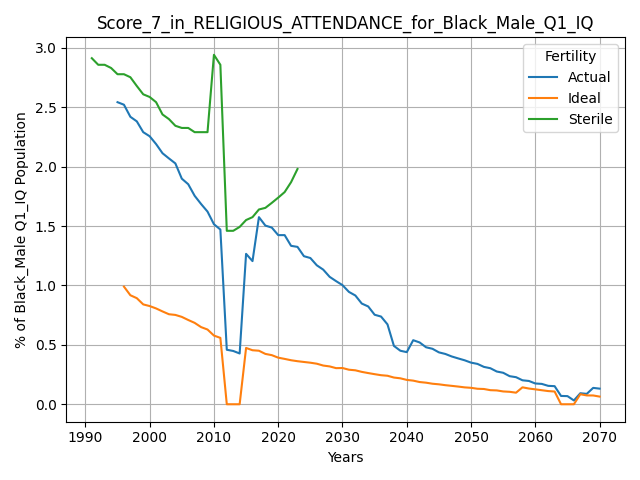 Score_7_in_RELIGIOUS_ATTENDANCE_for_Black_Male_Q1_IQ
% of Black_Male Q1_IQ Population
3.0
2.5
2.0
1.5
1.0
0.5
0.0
Fertility
Actual
Ideal
Sterile
1990 2000 2010 2020 2030 2040 2050 2060 2070
Years